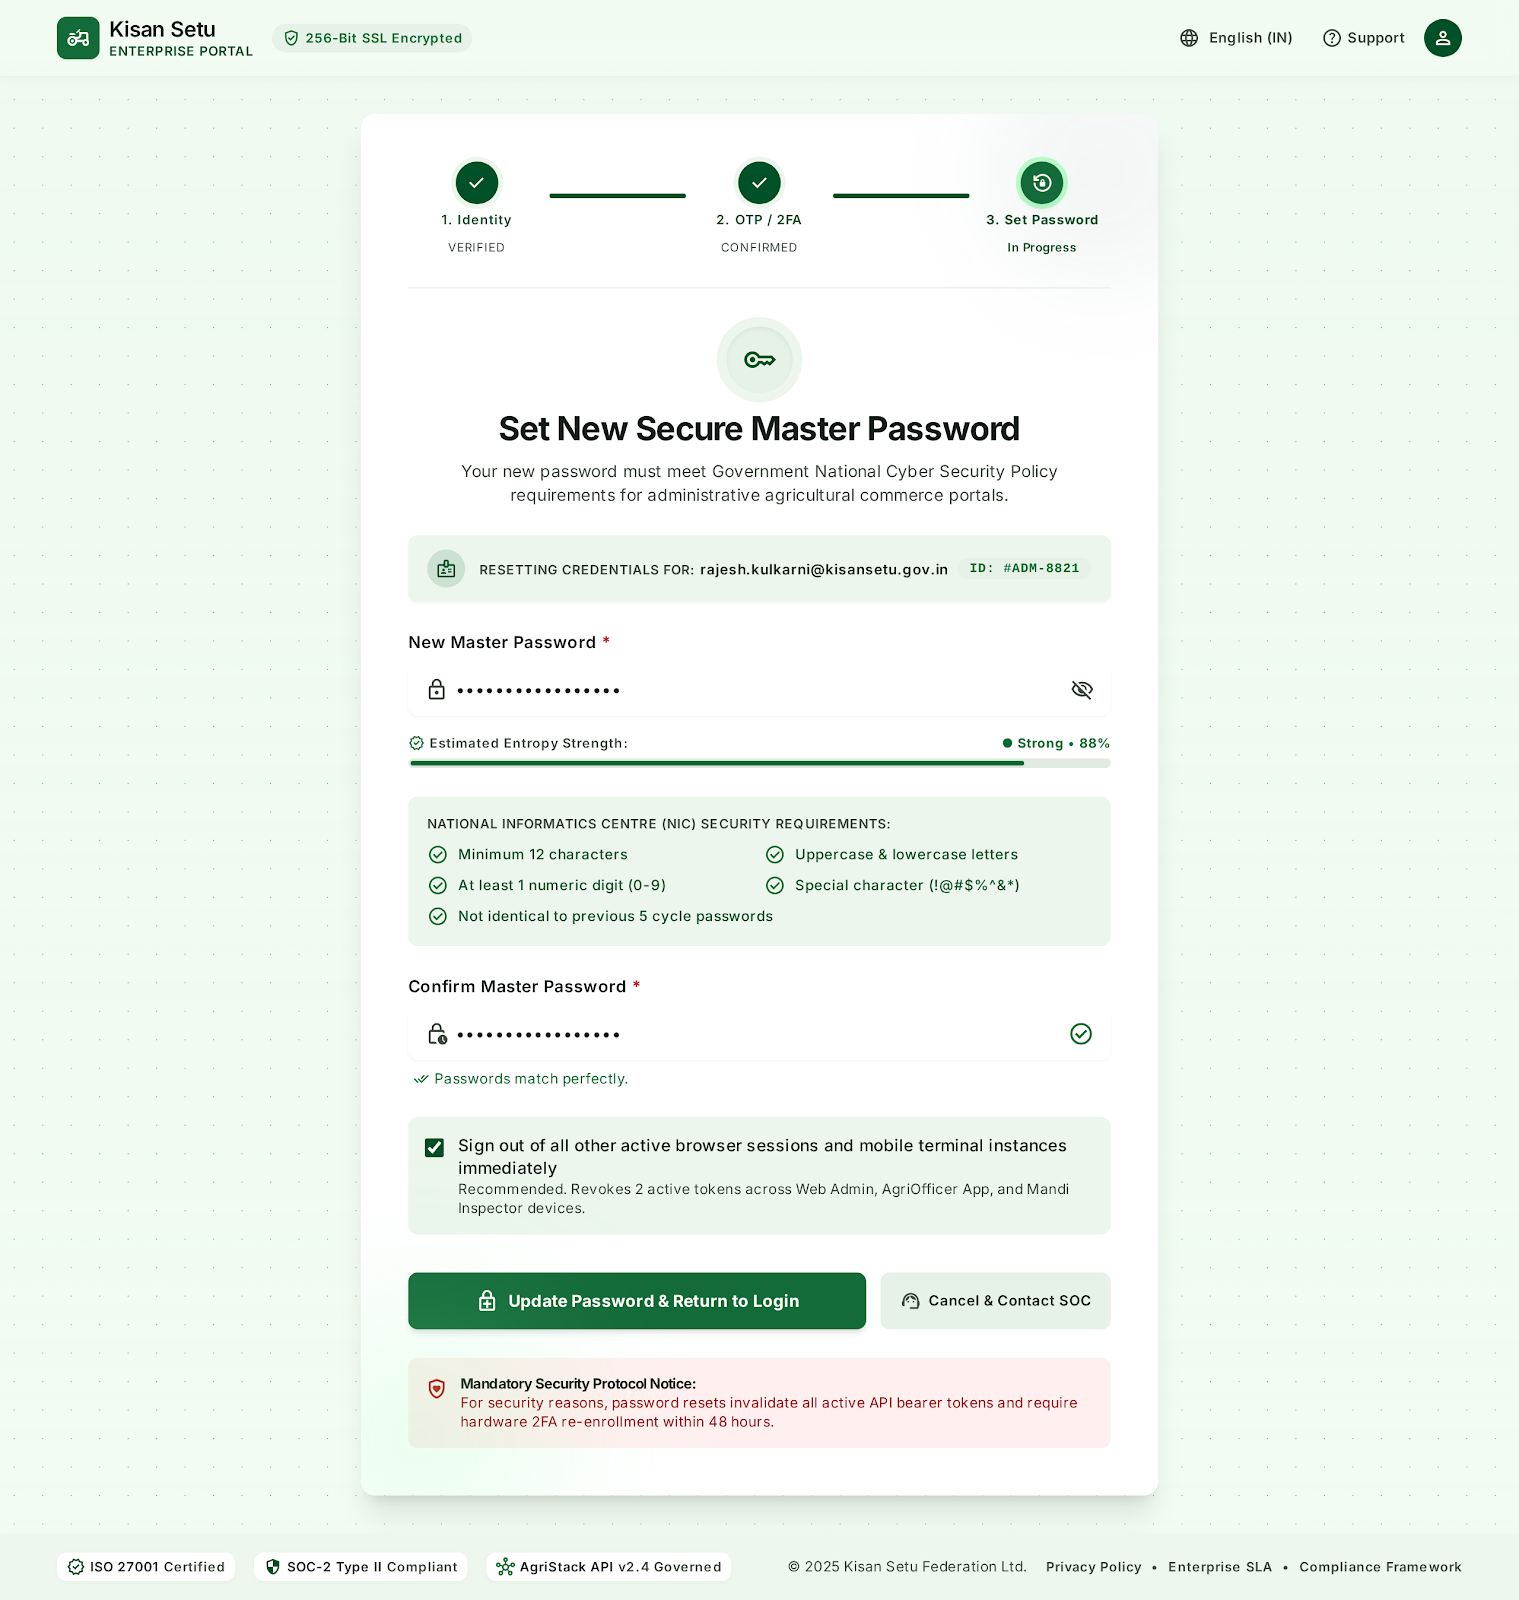 Kisan Setu
ENTERPRISE PORTAL
256-Bit SSL Encrypted
English (IN)
Support
1. Identity
VERIFIED
2. OTP / 2FA
CONFIRMED
3. Set Password
In Progress
Set New Secure Master Password
Your new password must meet Government National Cyber Security Policy
requirements for administrative agricultural commerce portals.
RESETTING CREDENTIALS FOR: rajesh.kulkarni@kisansetu.gov.in
ID: #ADM-8821
New Master Password *
•••••••••••••••••
Estimated Entropy Strength:
● Strong • 88%
NATIONAL INFORMATICS CENTRE (NIC) SECURITY REQUIREMENTS:
Minimum 12 characters
Uppercase & lowercase letters
At least 1 numeric digit (0-9)
Special character (!@#$%^&*)
Not identical to previous 5 cycle passwords
Confirm Master Password *
•••••••••••••••••
Passwords match perfectly.
Sign out of all other active browser sessions and mobile terminal instances
immediately
Recommended. Revokes 2 active tokens across Web Admin, AgriOfficer App, and Mandi
Inspector devices.
Update Password & Return to Login
Cancel & Contact SOC
Mandatory Security Protocol Notice:
For security reasons, password resets invalidate all active API bearer tokens and require
hardware 2FA re-enrollment within 48 hours.
ISO 27001 Certified
SOC-2 Type II Compliant
AgriStack API v2.4 Governed
© 2025 Kisan Setu Federation Ltd.
Privacy Policy • Enterprise SLA • Compliance Framework